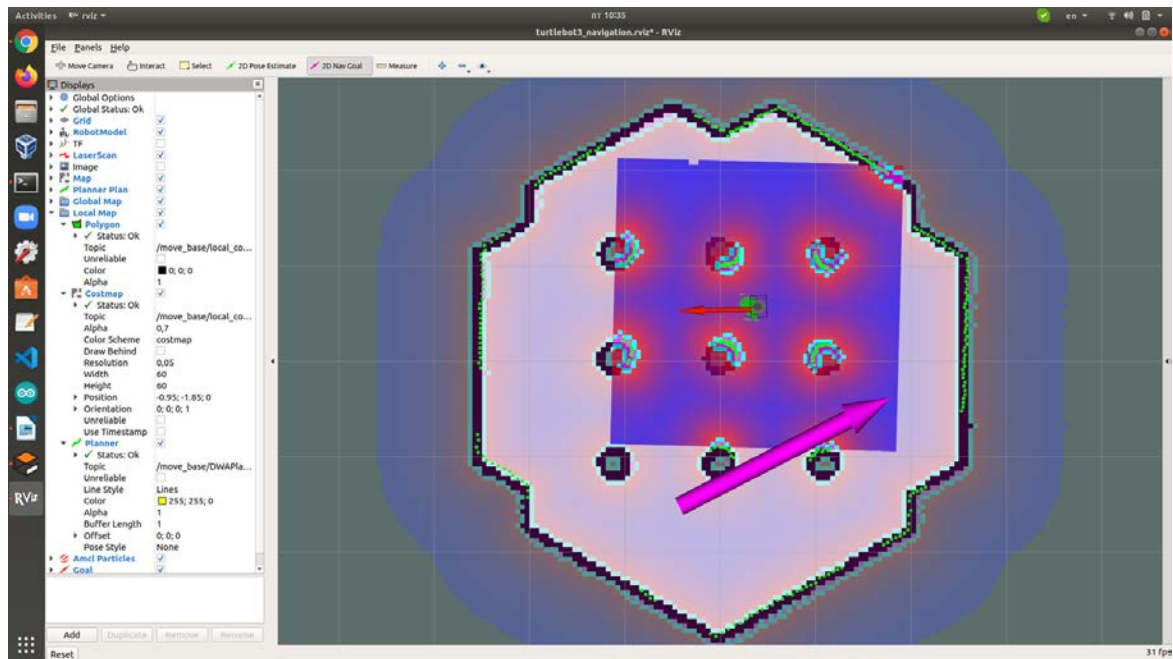 Activities RViz пт 10:35 en
turtlebot3_navigation.rviz* - RViz
File Panels Help
Move Camera Interact Select 2D Pose Estimate 2D Nav Goal Measure
Displays
Global Options
Global Status: Ok
Grid
RobotModel
TF
LaserScan
Image
Map
Planner Plan
Global Map
Local Map
Polygon
Status: Ok
Topic /move_base/local_co...
Unreliable
Color 0; 0; 0
Alpha 1
Costmap
Status: Ok
Topic /move_base/local_co...
Alpha 0,7
Color Scheme costmap
Draw Behind
Resolution 0,05
Width 60
Height 60
Position -0.95; -1.85; 0
Orientation 0; 0; 0; 1
Unreliable
Use Timestamp
Planner
Status: Ok
Topic /move_base/DWAPla...
Unreliable
Line Style Lines
Color 255; 255; 0
Alpha 1
Buffer Length 1
Offset 0; 0; 0
Pose Style None
Amcl Particles
Goal
RViz
Add Duplicate Remove Rename
Reset 31 fps